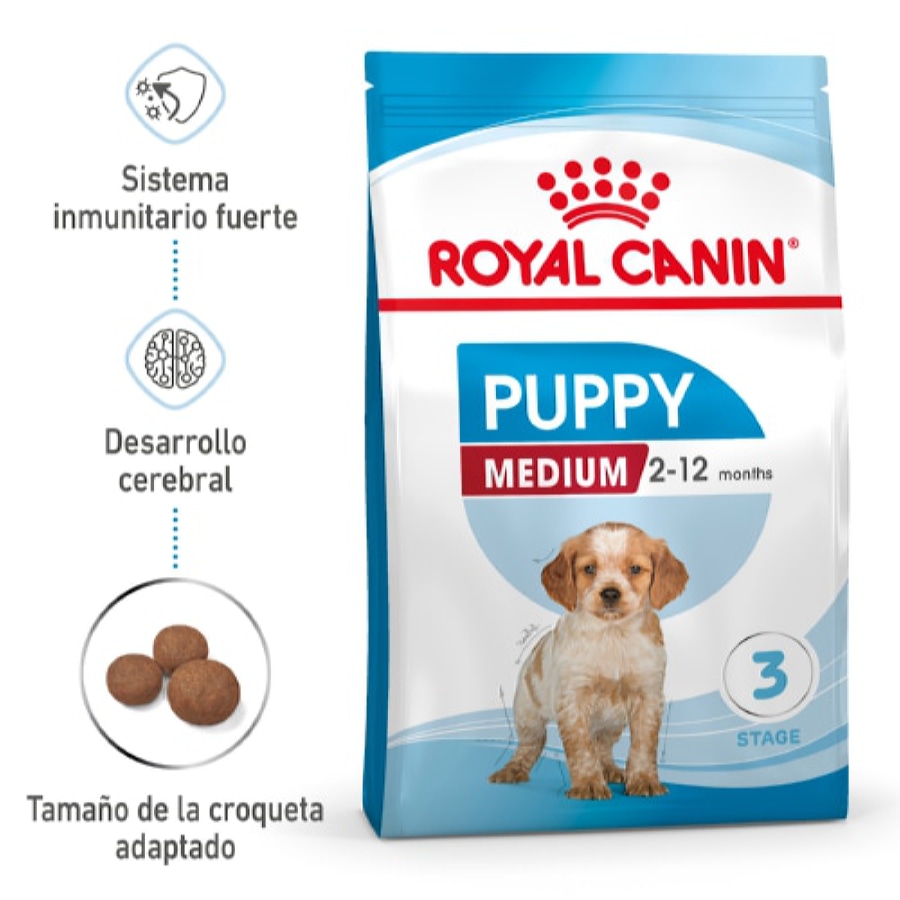 Sistema
inmunitario fuerte
Desarrollo
cerebral
Tamaño de la croqueta
adaptado
ROYAL CANIN®
PUPPY
MEDIUM 2-12 months
3
STAGE